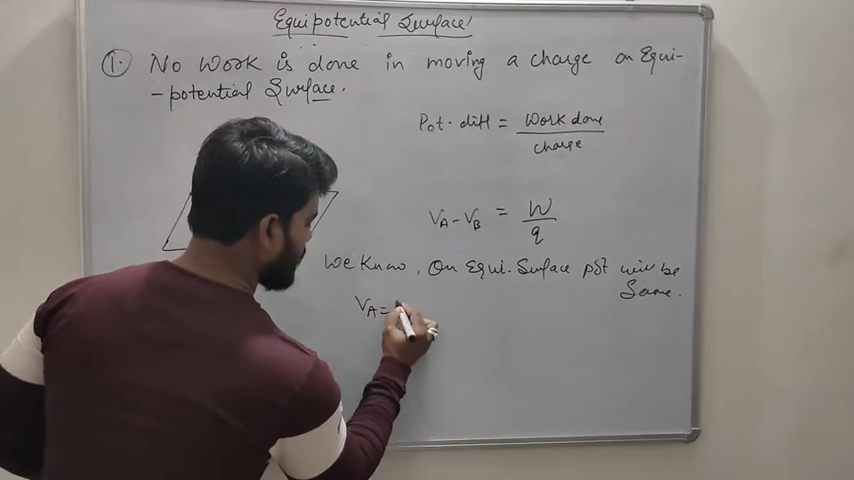 Equipotential Surface
1. No Work is done in moving a charge on Equi-
-potential Surface.
Pot. diff = Work done
charge
VA - VB = W
q
We Know, On Equi. Surface pot will be
Same.
VA =